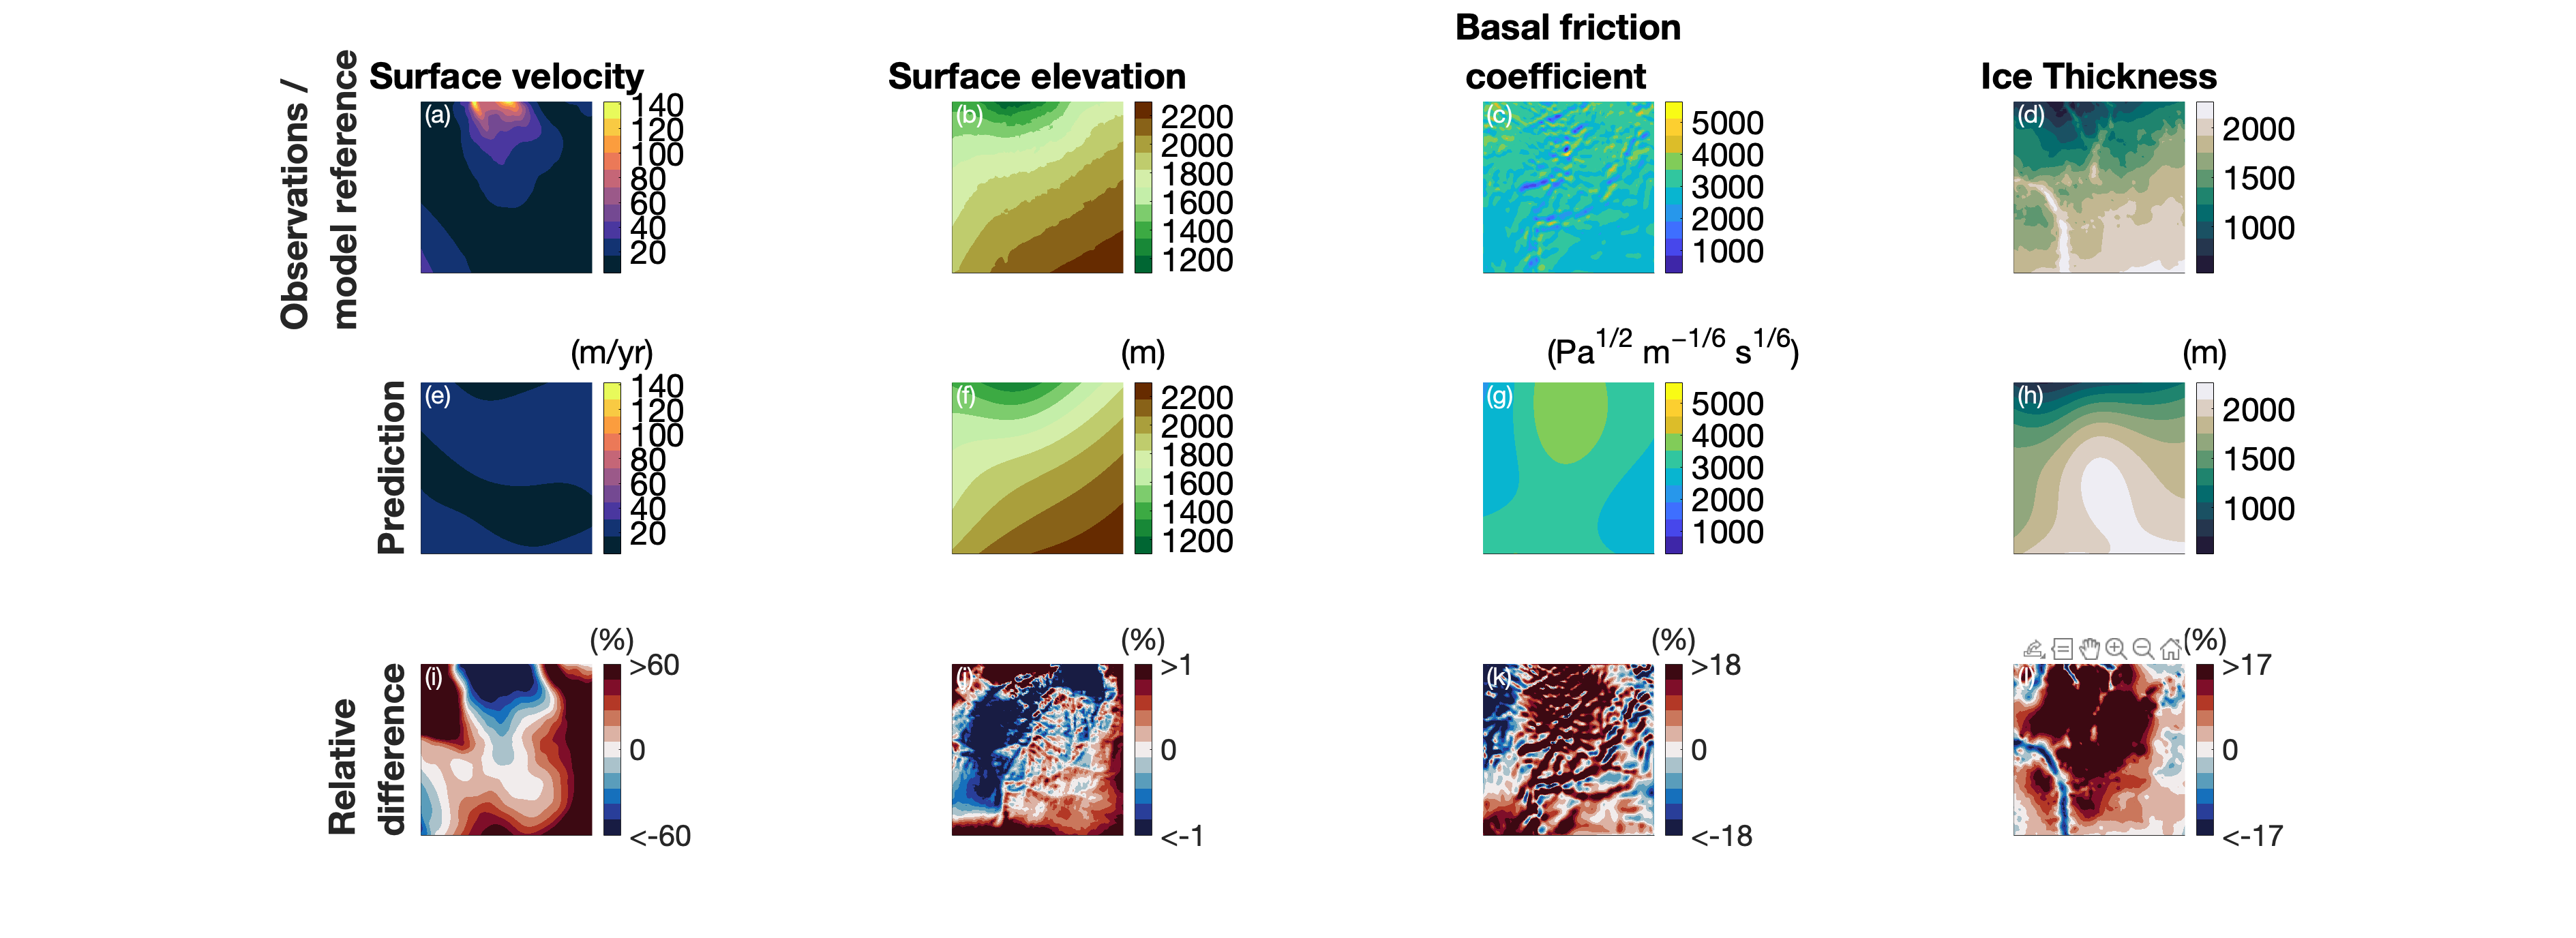 Observations /
model reference
Surface velocity
Surface elevation
Basal friction
coefficient
Ice Thickness
(a)
140
120
100
80
60
40
20
(b)
2200
2000
1800
1600
1400
1200
(c)
5000
4000
3000
2000
1000
(d)
2000
1500
1000
Prediction
(m/yr)
(e)
140
120
100
80
60
40
20
(m)
(f)
2200
2000
1800
1600
1400
1200
(Pa^1/2 m^−1/6 s^1/6)
(g)
5000
4000
3000
2000
1000
(m)
(h)
2000
1500
1000
Relative
difference
(%)
(i)
>60
0
<-60
(%)
(j)
>1
0
<-1
(%)
(k)
>18
0
<-18
(%)
(l)
>17
0
<-17